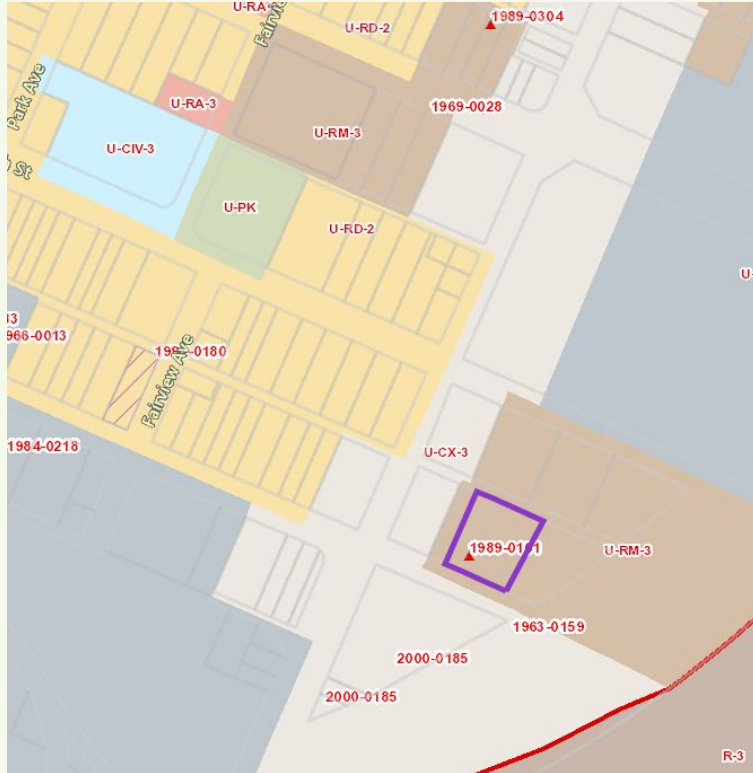 U-RA
Fairvie
U-RD-2
1989-0304
Park Ave
U-RA-3
1969-0028
U-CIV-3
U-RM-3
U-PK
U-RD-2
U-
966-0013
Fairview Ave
1984-0218
U-CX-3
U-RM-3
1963-0159
2000-0185
2000-0185
R-3